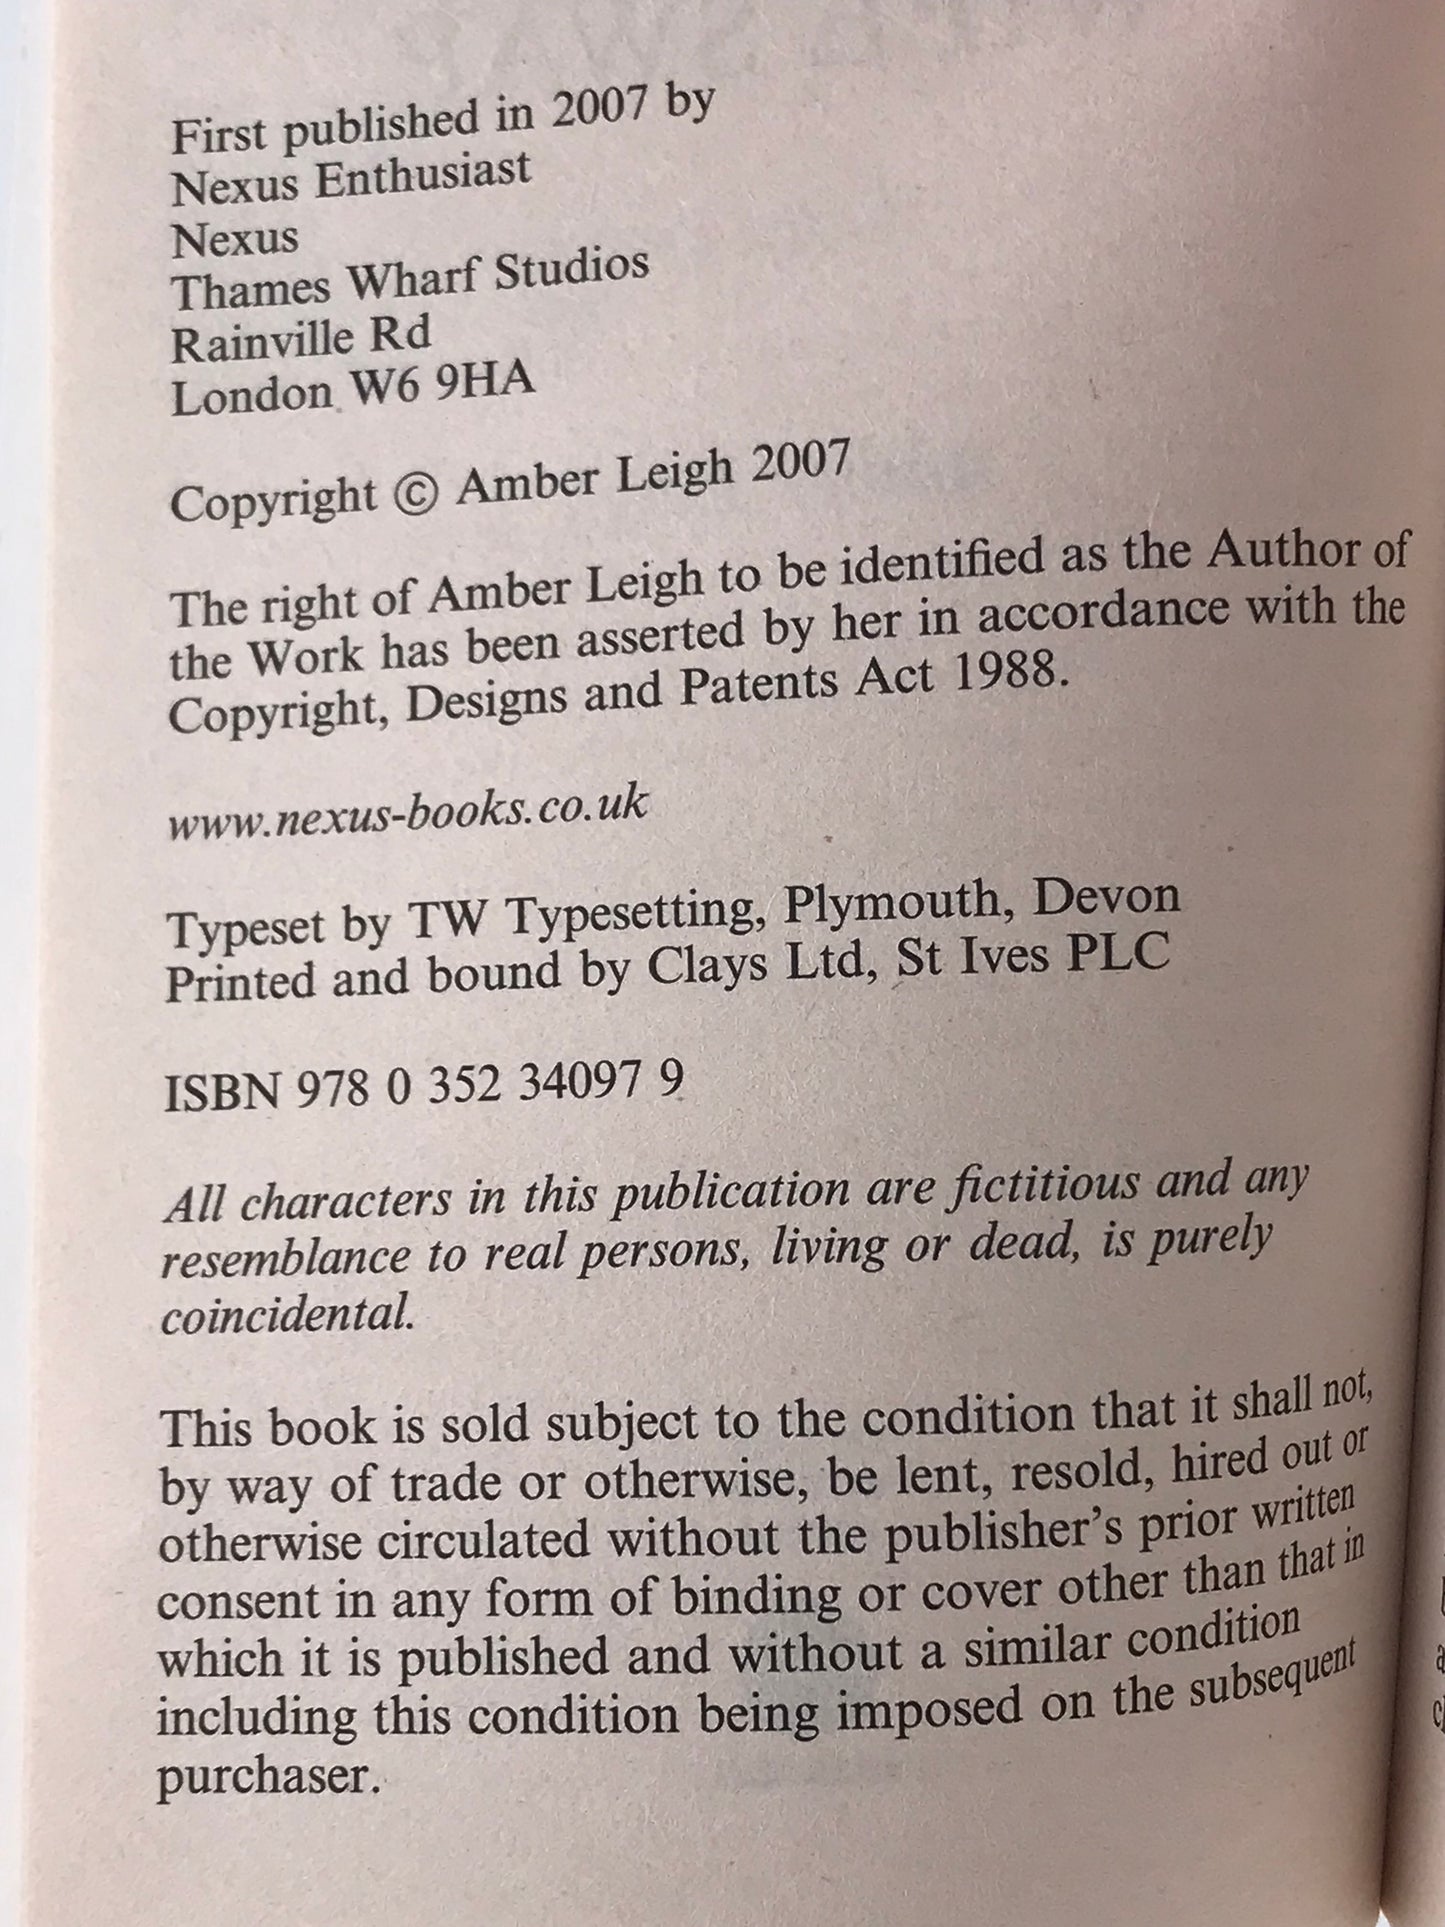 First published in 2007 by
Nexus Enthusiast
Nexus
Thames Wharf Studios
Rainville Rd
London W6 9HA
Copyright © Amber Leigh 2007
The right of Amber Leigh to be identified as the Author of
the Work has been asserted by her in accordance with the
Copyright, Designs and Patents Act 1988.
www.nexus-books.co.uk
Typeset by TW Typesetting, Plymouth, Devon
Printed and bound by Clays Ltd, St Ives PLC
ISBN 978 0 352 34097 9
All characters in this publication are fictitious and any
resemblance to real persons, living or dead, is purely
coincidental.
This book is sold subject to the condition that it shall not,
by way of trade or otherwise, be lent, resold, hired out or
otherwise circulated without the publisher's prior written
consent in any form of binding or cover other than that in
which it is published and without a similar condition
including this condition being imposed on the subsequent
purchaser.